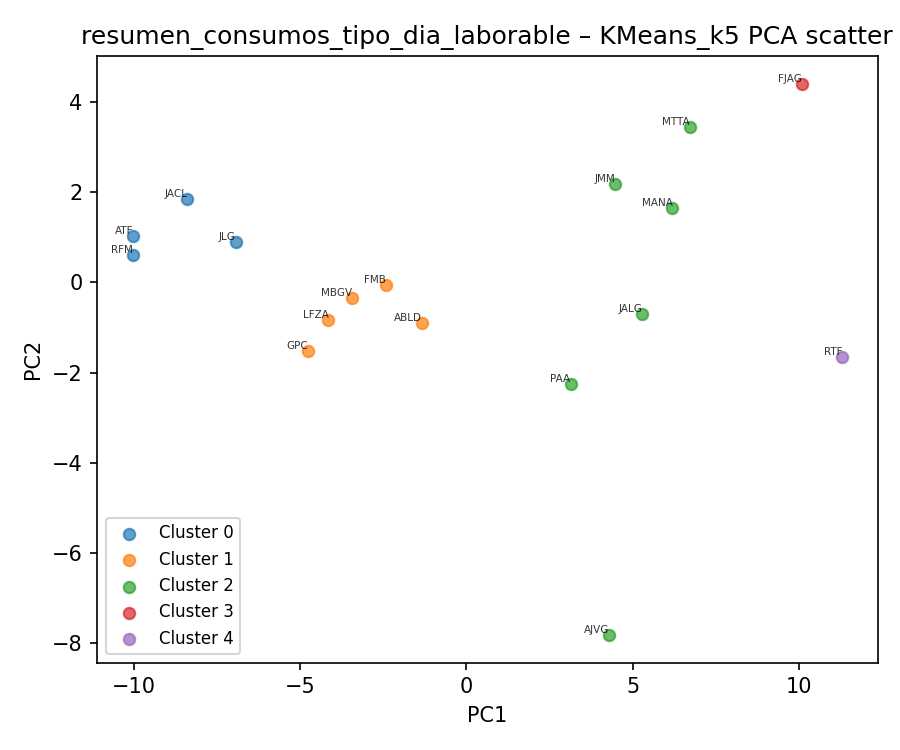 resumen_consumos_tipo_dia_laborable – KMeans_k5 PCA scatter
FJAG
MTTA
JMM
MANA
JACL
ATF
RFM
JLG
FMB
MBGV
LFZA
ABLD
GPC
JALG
PAA
RTF
AJVG
4
2
0
−2
−4
−6
−8
PC2
Cluster 0
Cluster 1
Cluster 2
Cluster 3
Cluster 4
−10
−5
0
5
10
PC1